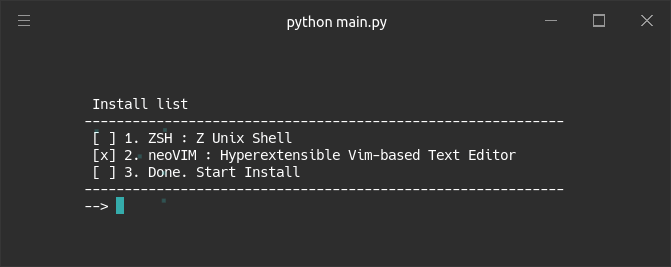 python main.py
Install list
------------------------------------------------------------
[ ] 1. ZSH : Z Unix Shell
[x] 2. neoVIM : Hyperextensible Vim-based Text Editor
[ ] 3. Done. Start Install
------------------------------------------------------------
-->